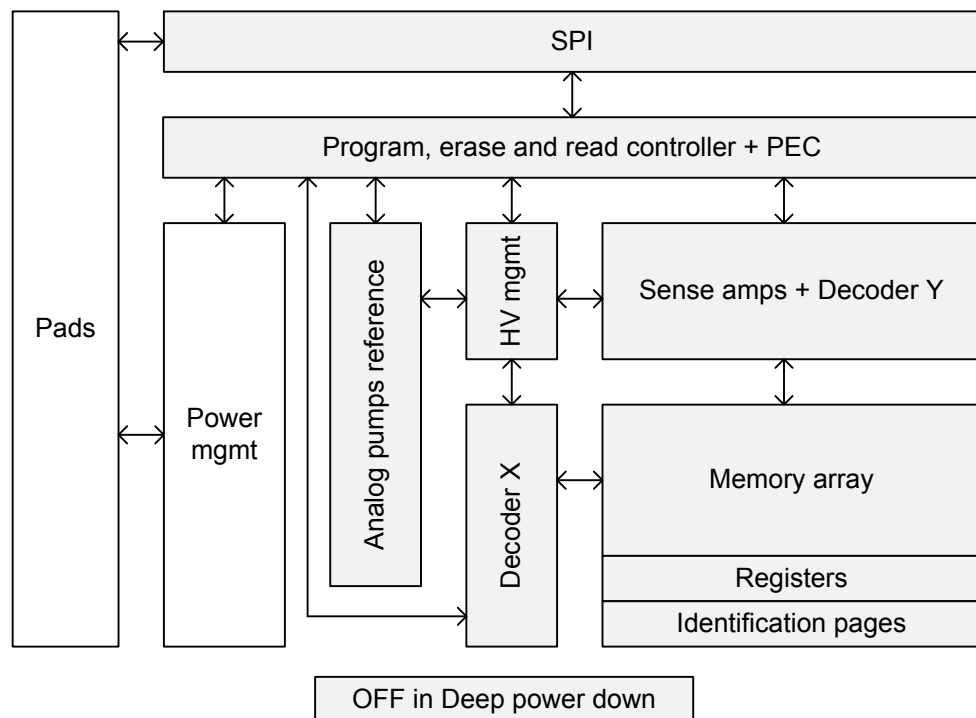 SPI
Program, erase and read controller + PEC
Pads
Power
mgmt
Analog pumps reference
HV mgmt
Sense amps + Decoder Y
Decoder X
Memory array
Registers
Identification pages
OFF in Deep power down